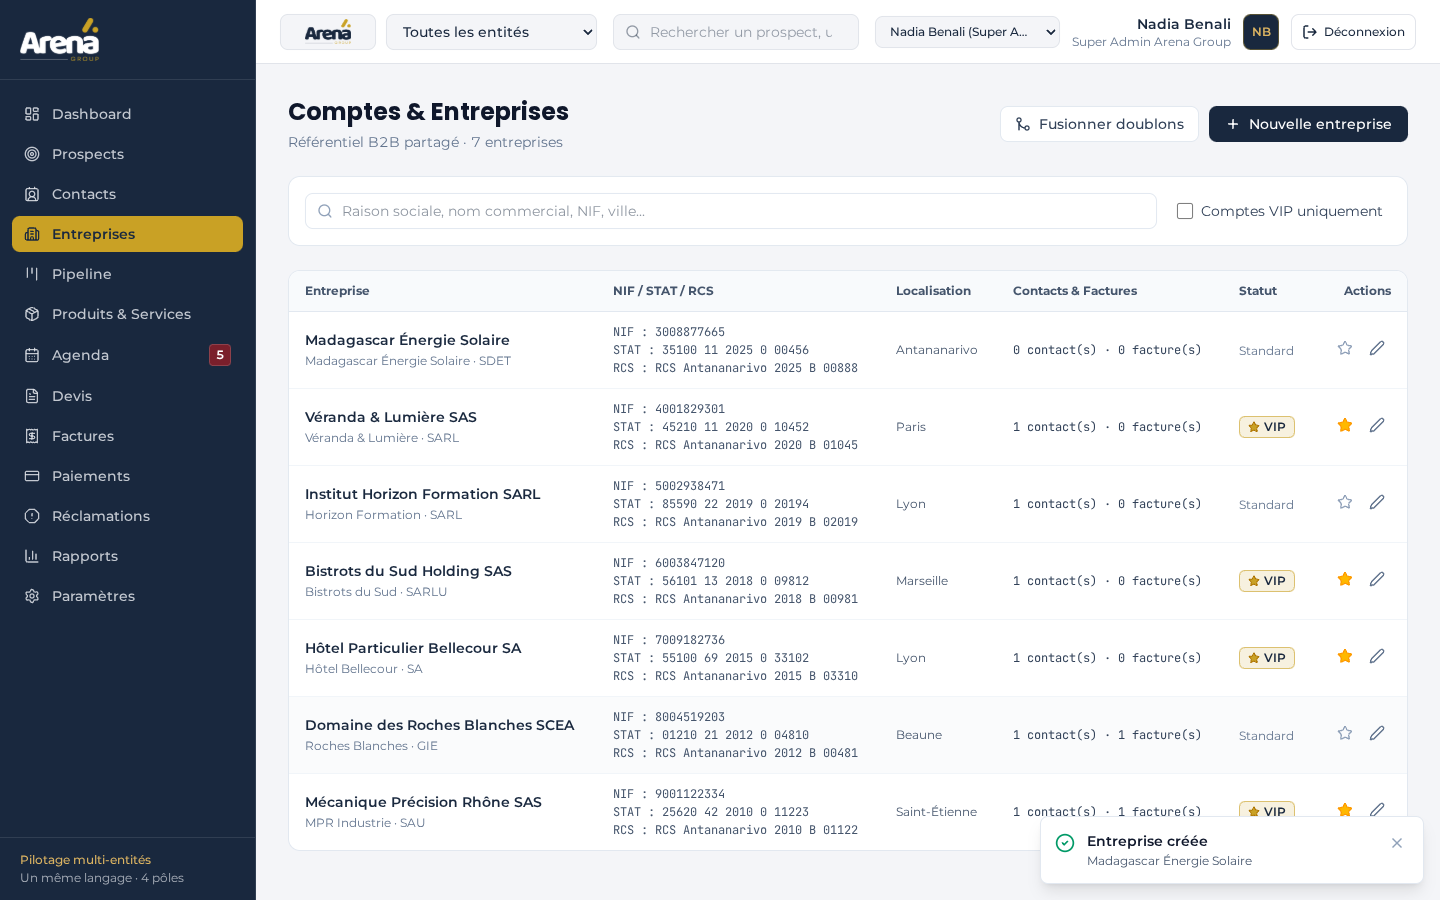 Arena
GROUP
Dashboard
Prospects
Contacts
Entreprises
Pipeline
Produits & Services
Agenda
5
Devis
Factures
Paiements
Réclamations
Rapports
Paramètres
Pilotage multi-entités
Un même langage · 4 pôles
Arena
Toutes les entités
Rechercher un prospect, u
Nadia Benali (Super A...
Nadia Benali
Super Admin Arena Group
NB
Déconnexion
Comptes & Entreprises
Référentiel B2B partagé · 7 entreprises
Fusionner doublons
Nouvelle entreprise
Raison sociale, nom commercial, NIF, ville...
Comptes VIP uniquement
Entreprise NIF / STAT / RCS Localisation Contacts & Factures Statut Actions
Madagascar Énergie Solaire
Madagascar Énergie Solaire · SDET
NIF : 3008877665
STAT : 35100 11 2025 0 00456
RCS : RCS Antananarivo 2025 B 00888
Antananarivo
0 contact(s) · 0 facture(s)
Standard
Véranda & Lumière SAS
Véranda & Lumière · SARL
NIF : 4001829301
STAT : 45210 11 2020 0 10452
RCS : RCS Antananarivo 2020 B 01045
Paris
1 contact(s) · 0 facture(s)
VIP
Institut Horizon Formation SARL
Horizon Formation · SARL
NIF : 5002938471
STAT : 85590 22 2019 0 20194
RCS : RCS Antananarivo 2019 B 02019
Lyon
1 contact(s) · 0 facture(s)
Standard
Bistrots du Sud Holding SAS
Bistrots du Sud · SARLU
NIF : 6003847120
STAT : 56101 13 2018 0 09812
RCS : RCS Antananarivo 2018 B 00981
Marseille
1 contact(s) · 0 facture(s)
VIP
Hôtel Particulier Bellecour SA
Hôtel Bellecour · SA
NIF : 7009182736
STAT : 55100 69 2015 0 33102
RCS : RCS Antananarivo 2015 B 03310
Lyon
1 contact(s) · 0 facture(s)
VIP
Domaine des Roches Blanches SCEA
Roches Blanches · GIE
NIF : 8004519203
STAT : 01210 21 2012 0 04810
RCS : RCS Antananarivo 2012 B 00481
Beaune
1 contact(s) · 1 facture(s)
Standard
Mécanique Précision Rhône SAS
MPR Industrie · SAU
NIF : 9001122334
STAT : 25620 42 2010 0 11223
RCS : RCS Antananarivo 2010 B 01122
Saint-Étienne
1 contact(s) · 1 facture(s)
VIP
Entreprise créée
Madagascar Énergie Solaire